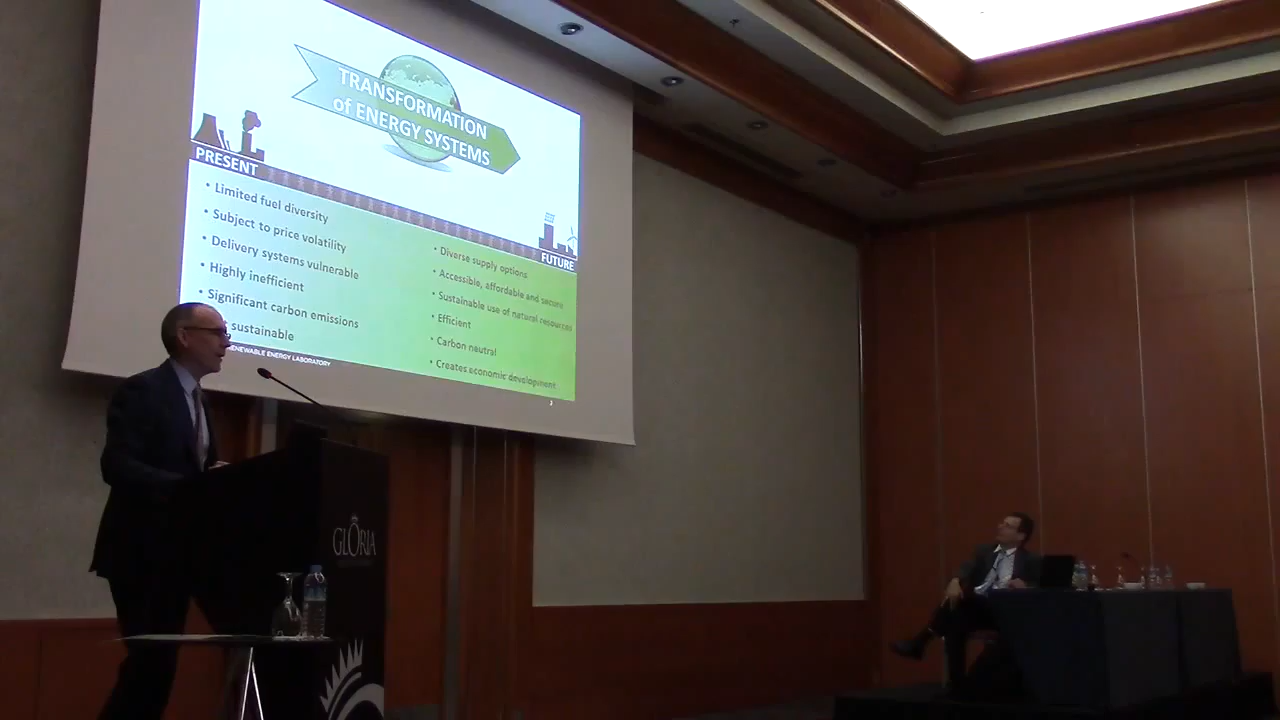 TRANSFORMATION
of ENERGY SYSTEMS
PRESENT
• Limited fuel diversity
• Subject to price volatility
• Delivery systems vulnerable
• Highly inefficient
• Significant carbon emissions
sustainable
RENEWABLE ENERGY LABORATORY
FUTURE
• Diverse supply options
• Accessible, affordable and secure
• Sustainable use of natural resources
• Efficient
• Carbon neutral
• Creates economic development
GLORIA